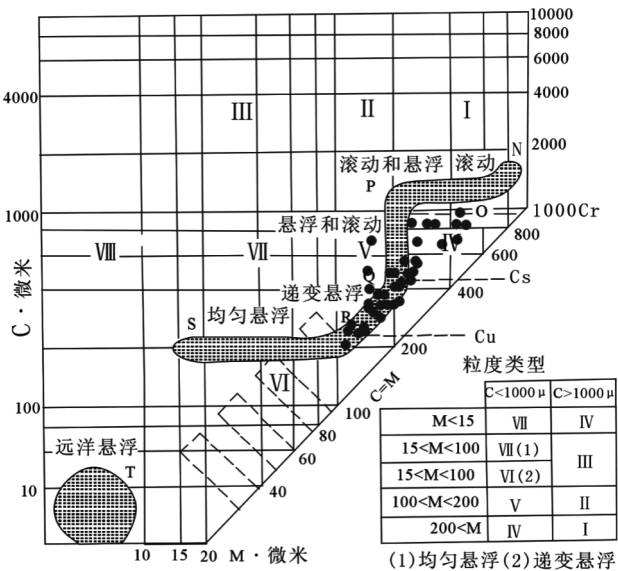 10000
8000
6000
4000
4000
Ⅲ
Ⅱ
Ⅰ
N
2000
滚动和悬浮
滚动
P
O
1000
1000Cr
悬浮和滚动
800
Ⅷ
Ⅶ
Ⅴ
Ⅳ
600
C·微米
Q
Cs
递变悬浮
400
S
均匀悬浮
R
Cu
200
粒度类型
Ⅵ
C=M
C<1000μ
C>1000μ
100
100
M<15
Ⅶ
Ⅳ
80
15<M<100
Ⅶ(1)
Ⅲ
远洋悬浮
60
T
15<M<100
Ⅵ(2)
10
40
100<M<200
Ⅴ
Ⅱ
200<M
Ⅳ
Ⅰ
10
15
20
M·微米
(1)均匀悬浮(2)递变悬浮